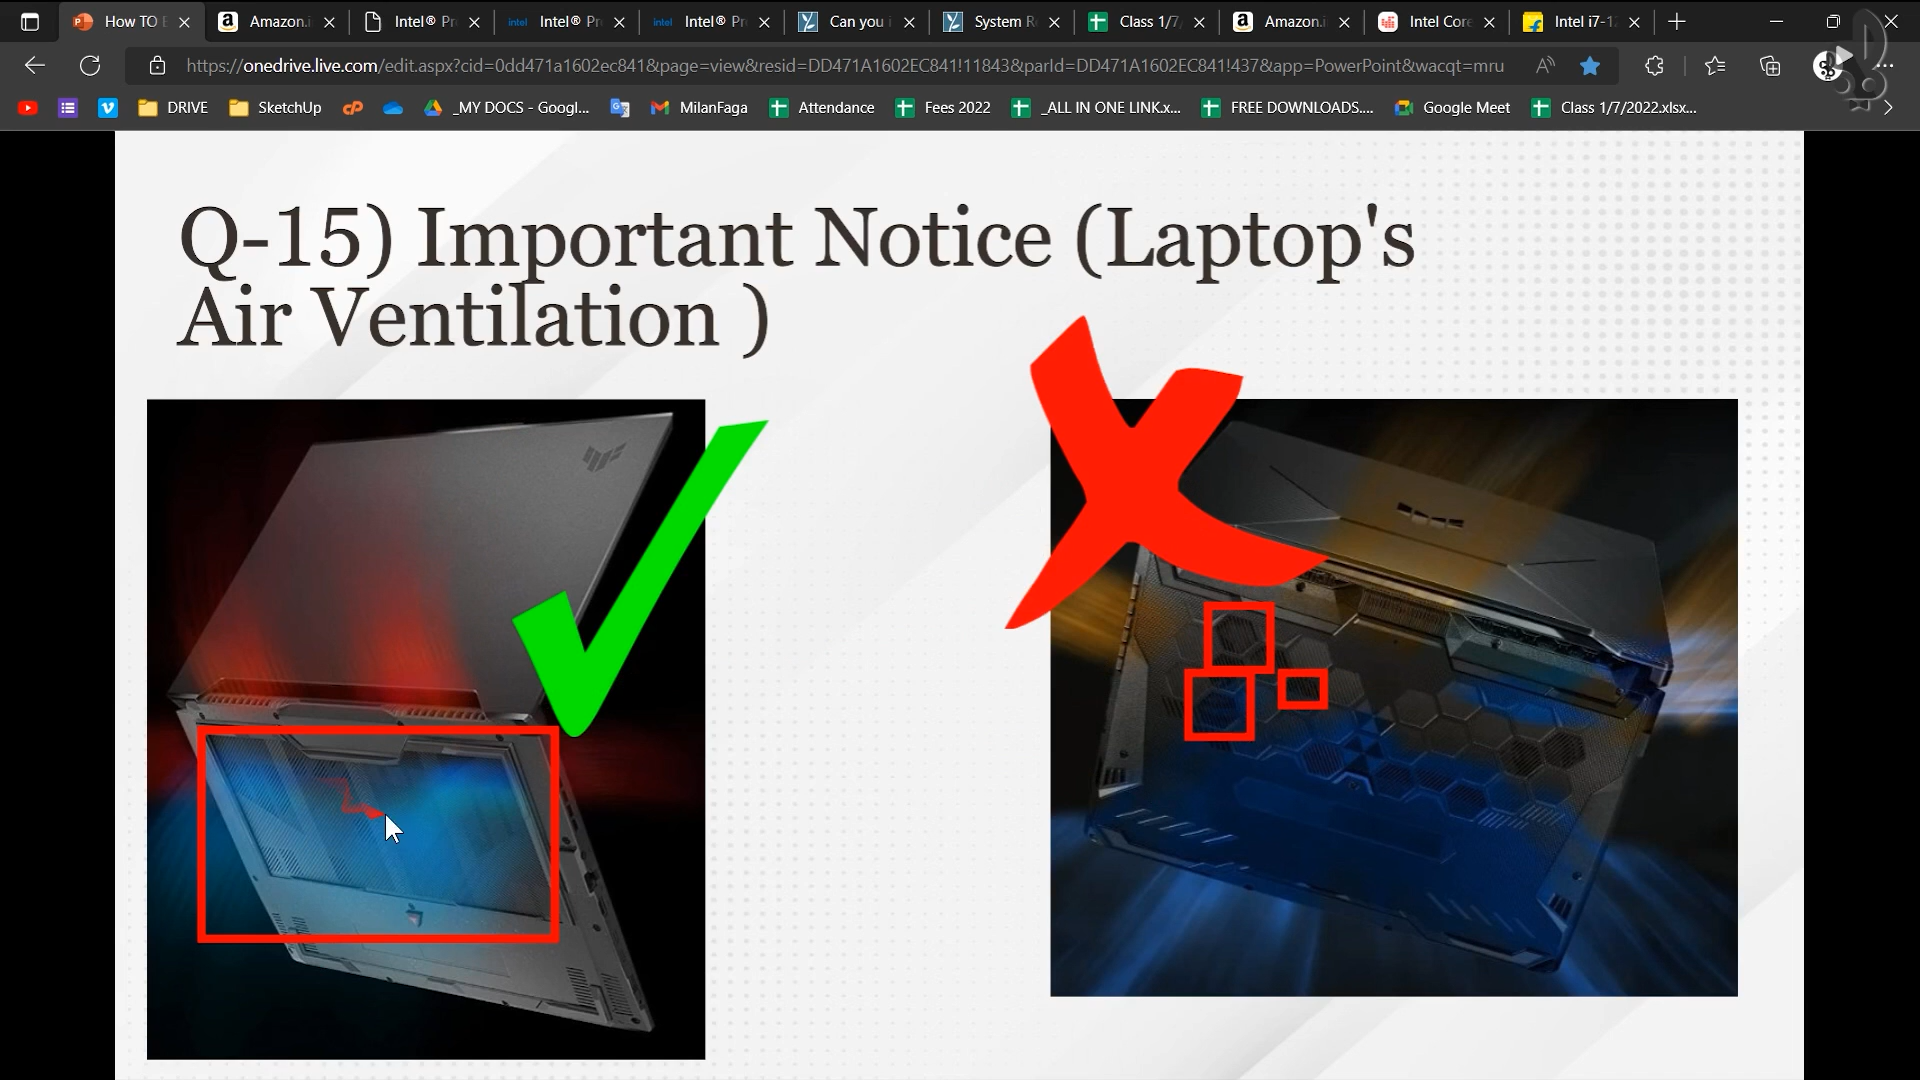 How TO
Amazon.i
Intel® Pr
Intel® Pr
Intel® Pr
Can you i
System R
Class 1/7/
Amazon.i
Intel Core
Intel i7-12
https://onedrive.live.com/edit.aspx?cid=0dd471a1602ec841&page=view&resid=DD471A1602EC841!11843&parId=DD471A1602EC841!437&app=PowerPoint&wacqt=mru
DRIVE
SketchUp
_MY DOCS - Googl...
MilanFaga
Attendance
Fees 2022
_ALL IN ONE LINK.x...
FREE DOWNLOADS....
Google Meet
Class 1/7/2022.xlsx...
Q-15) Important Notice (Laptop's
Air Ventilation )